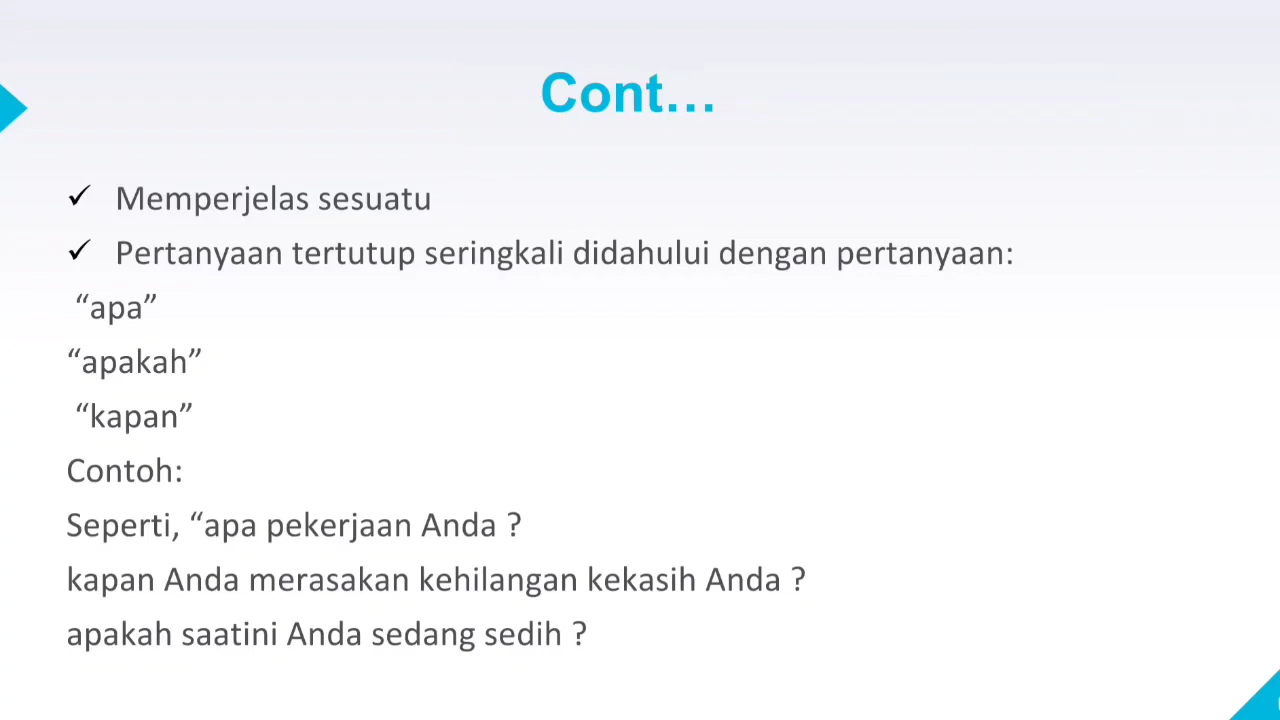 Cont...
✓ Memperjelas sesuatu
✓ Pertanyaan tertutup seringkali didahului dengan pertanyaan:
“apa”
“apakah”
“kapan”
Contoh:
Seperti, “apa pekerjaan Anda ?
kapan Anda merasakan kehilangan kekasih Anda ?
apakah saatini Anda sedang sedih ?